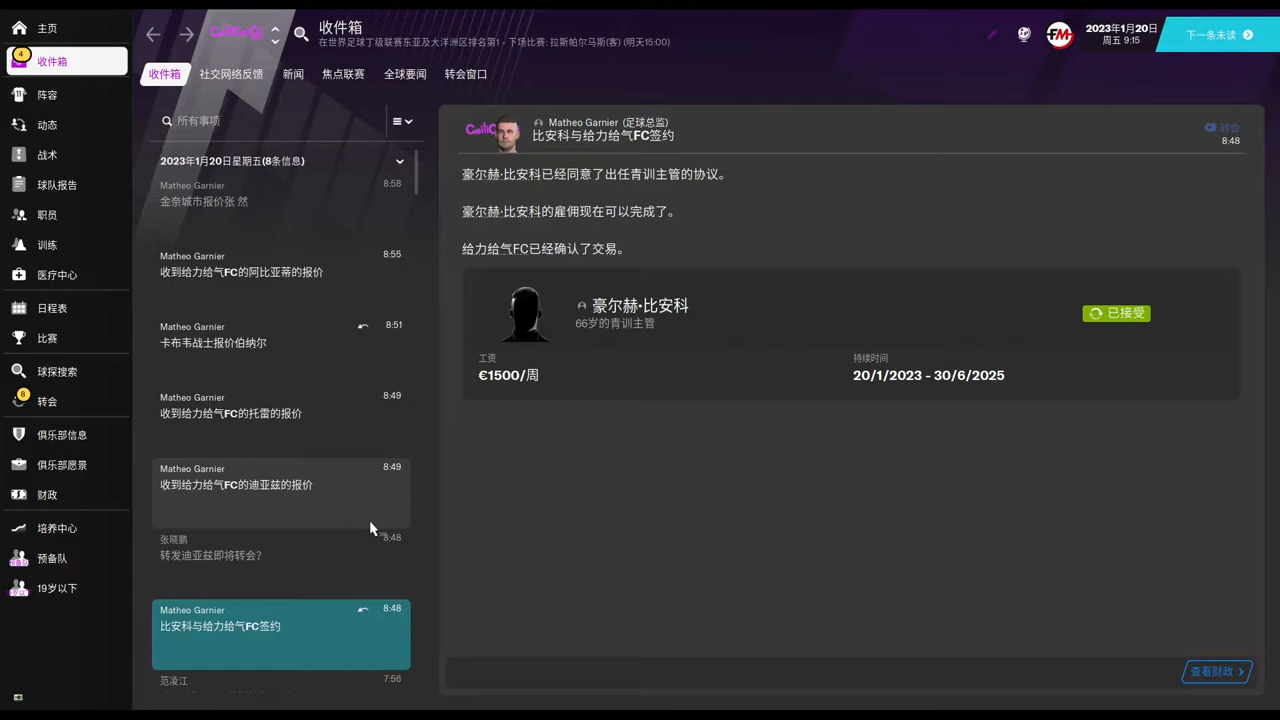 主页
4
收件箱
阵容
动态
战术
球队报告
职员
训练
医疗中心
日程表
比赛
球探搜索
8
转会
俱乐部信息
俱乐部愿景
财政
培养中心
预备队
19岁以下
收件箱
在世界足球丁级联赛东亚及大洋洲区排名第1 - 下场比赛: 拉斯帕尔马斯(客) (明天15:00)
FM
2023年1月20日
周五 9:15
下一条未读
收件箱
社交网络反馈
新闻
焦点联赛
全球要闻
转会窗口
所有事项
2023年1月20日星期五(8条信息)
Matheo Garnier
8:58
金奈城市报价张 然
Matheo Garnier
8:55
收到给力给气FC的阿比亚蒂的报价
Matheo Garnier
8:51
卡布韦战士报价伯纳尔
Matheo Garnier
8:49
收到给力给气FC的托雷的报价
Matheo Garnier
8:49
收到给力给气FC的迪亚兹的报价
张晓鹏
8:48
转发迪亚兹即将转会?
Matheo Garnier
8:48
比安科与给力给气FC签约
范凌江
7:56
Matheo Garnier (足球总监)
比安科与给力给气FC签约
转会
8:48
豪尔赫·比安科已经同意了出任青训主管的协议。
豪尔赫·比安科的雇佣现在可以完成了。
给力给气FC已经确认了交易。
豪尔赫·比安科
66岁的青训主管
已接受
工资
€1500/周
持续时间
20/1/2023 - 30/6/2025
查看财政